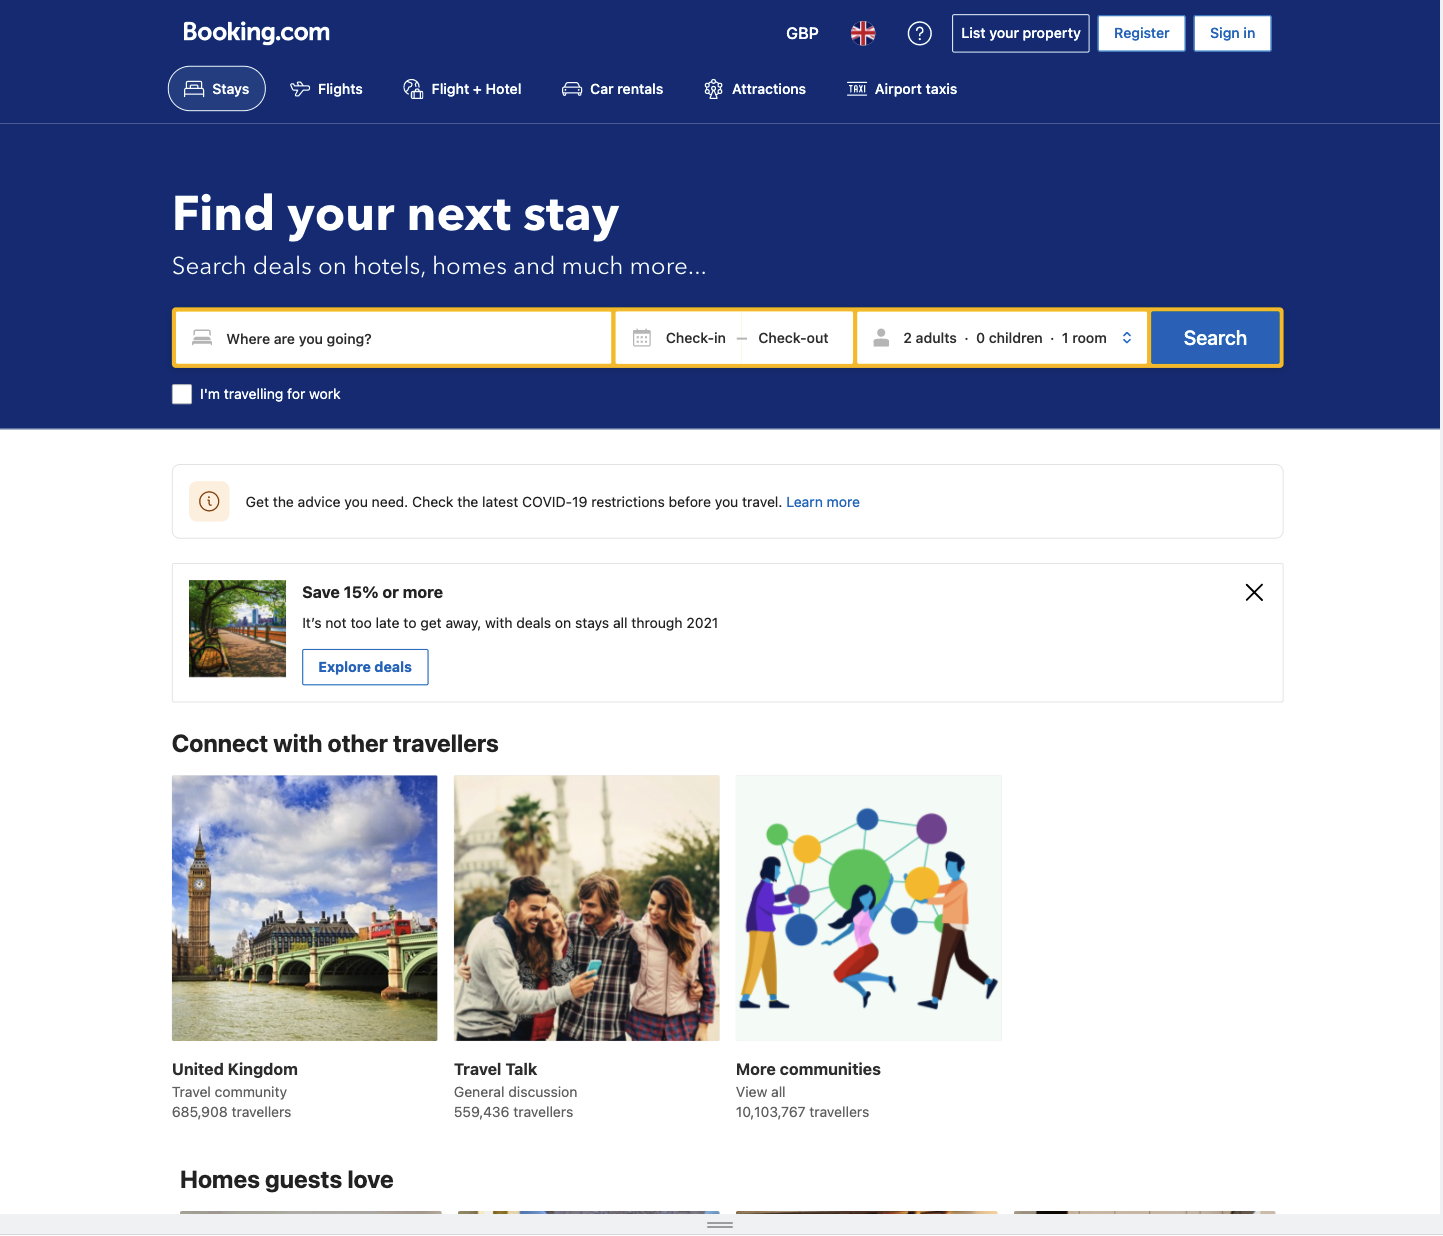 Booking.com
GBP
List your property
Register
Sign in
Stays
Flights
Flight + Hotel
Car rentals
Attractions
TAXI
Airport taxis
Find your next stay
Search deals on hotels, homes and much more...
Where are you going?
Check-in — Check-out
2 adults · 0 children · 1 room
Search
I'm travelling for work
Get the advice you need. Check the latest COVID-19 restrictions before you travel. Learn more
Save 15% or more
It's not too late to get away, with deals on stays all through 2021
Explore deals
Connect with other travellers
United Kingdom
Travel community
685,908 travellers
Travel Talk
General discussion
559,436 travellers
More communities
View all
10,103,767 travellers
Homes guests love